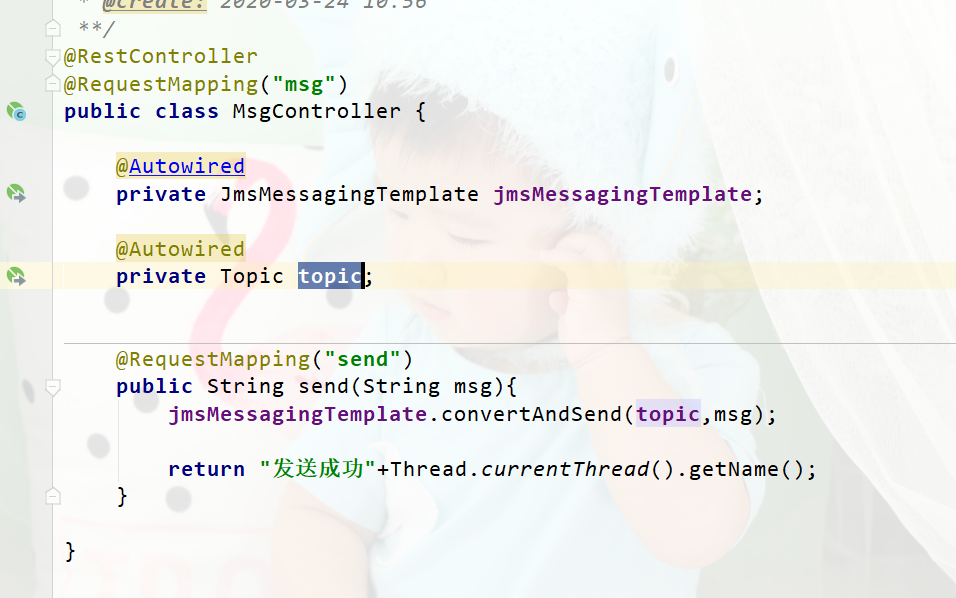 * @create: 2020-03-24 10:56
**/
@RestController
@RequestMapping("msg")
public class MsgController {
@Autowired
private JmsMessagingTemplate jmsMessagingTemplate;
@Autowired
private Topic topic;
@RequestMapping("send")
public String send(String msg){
jmsMessagingTemplate.convertAndSend(topic,msg);
return "发送成功"+Thread.currentThread().getName();
}
}